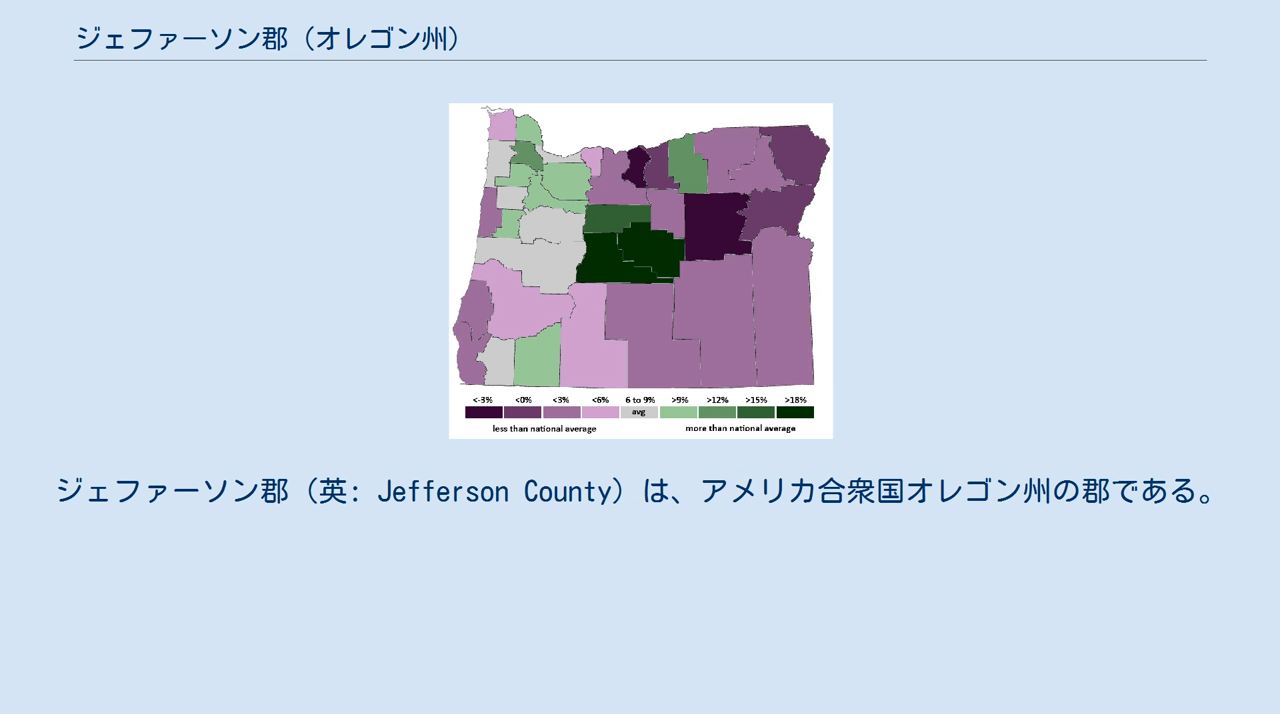 ジェファーソン郡（オレゴン州）
<-3% <0% <3% <6% 6 to 9% >9% >12% >15% >18%
avg
less than national average more than national average
ジェファーソン郡（英: Jefferson County）は、アメリカ合衆国オレゴン州の郡である。